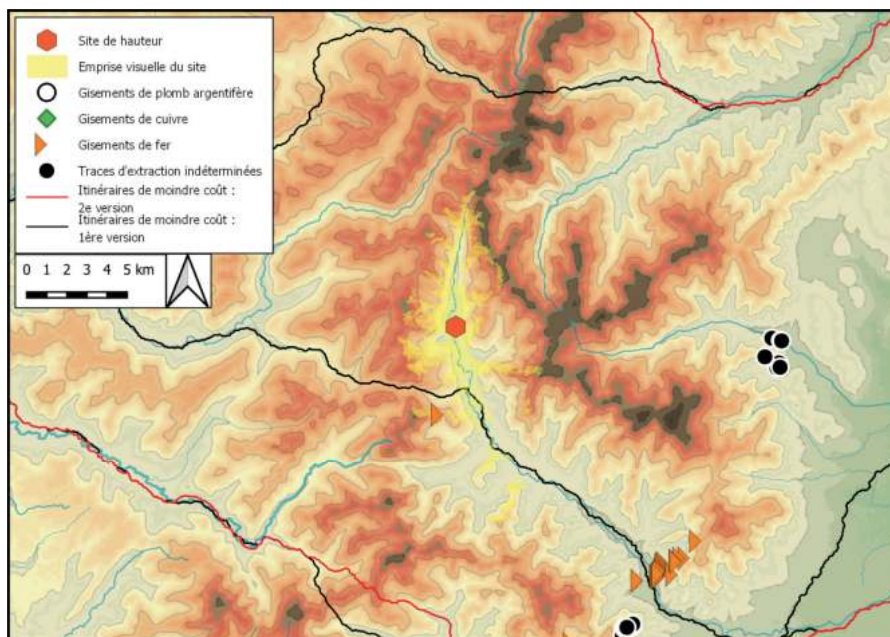 Site de hauteur
Emprise visuelle du site
Gisements de plomb argentifère
Gisements de cuivre
Gisements de fer
Traces d'extraction indéterminées
Itinéraires de moindre coût :
2e version
Itinéraires de moindre coût :
1ère version
0 1 2 3 4 5 km